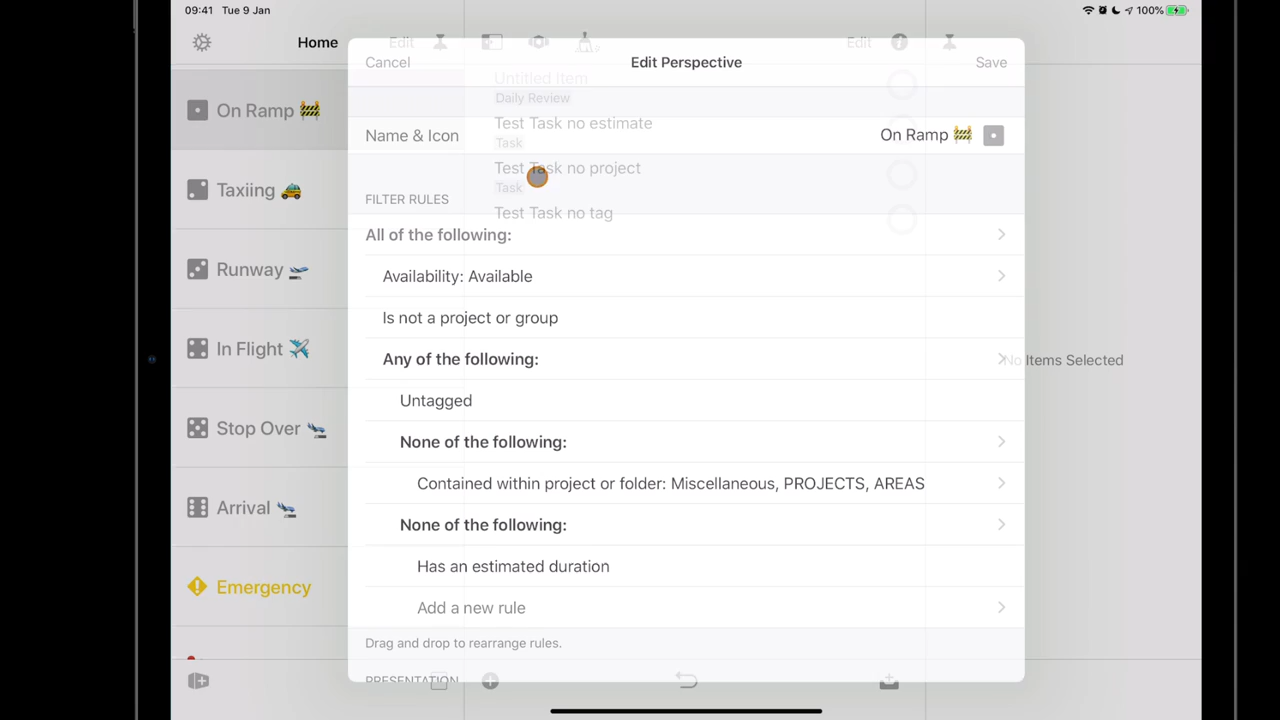 09:41 Tue 9 Jan
100%
Home
Edit
Edit
On Ramp 🚧
Taxiing 🚕
Runway 🛫
In Flight ✈️
Stop Over 🛬
Arrival 🛬
Emergency
Cancel
Edit Perspective
Save
Untitled Item
Daily Review
Test Task no estimate
Task
Test Task no project
Task
Test Task no tag
Name & Icon
On Ramp 🚧
FILTER RULES
All of the following:
Availability: Available
Is not a project or group
Any of the following:
Untagged
None of the following:
Contained within project or folder: Miscellaneous, PROJECTS, AREAS
None of the following:
Has an estimated duration
Add a new rule
Drag and drop to rearrange rules.
PRESENTATION
No Items Selected